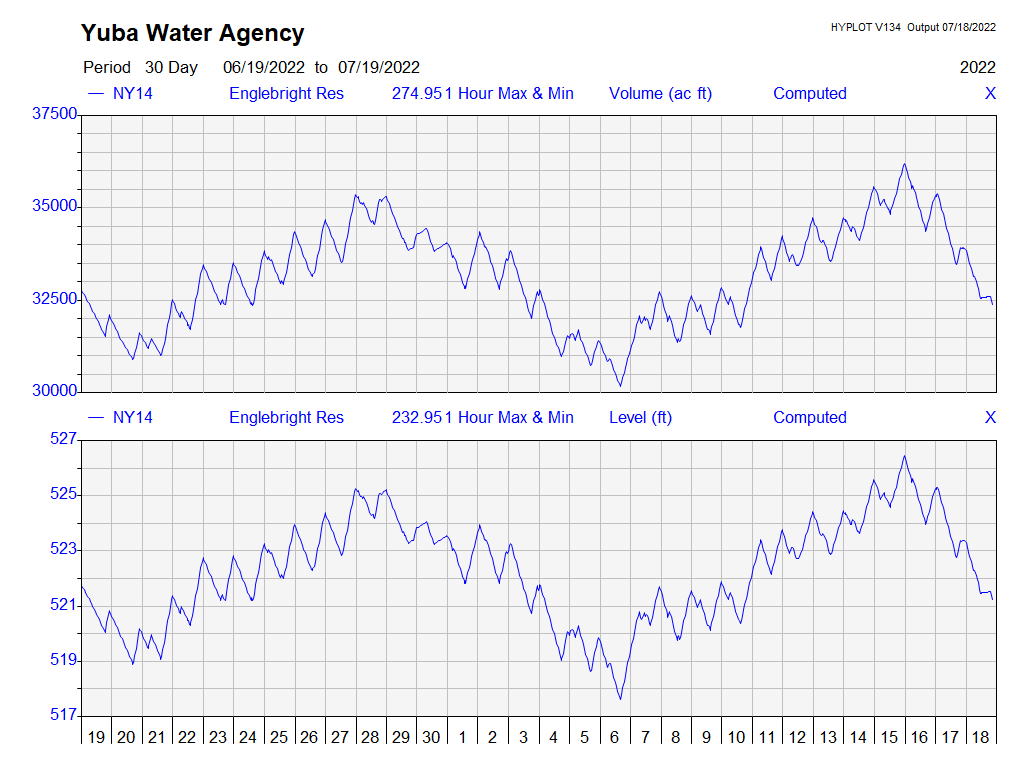 Yuba Water Agency
HYPLOT V134 Output 07/18/2022
Period 30 Day 06/19/2022 to 07/19/2022 2022
NY14 Englebright Res 274.951 Hour Max & Min Volume (ac ft) Computed X
37500
35000
32500
30000
NY14 Englebright Res 232.951 Hour Max & Min Level (ft) Computed X
527
525
523
521
519
517
19 20 21 22 23 24 25 26 27 28 29 30 1 2 3 4 5 6 7 8 9 10 11 12 13 14 15 16 17 18